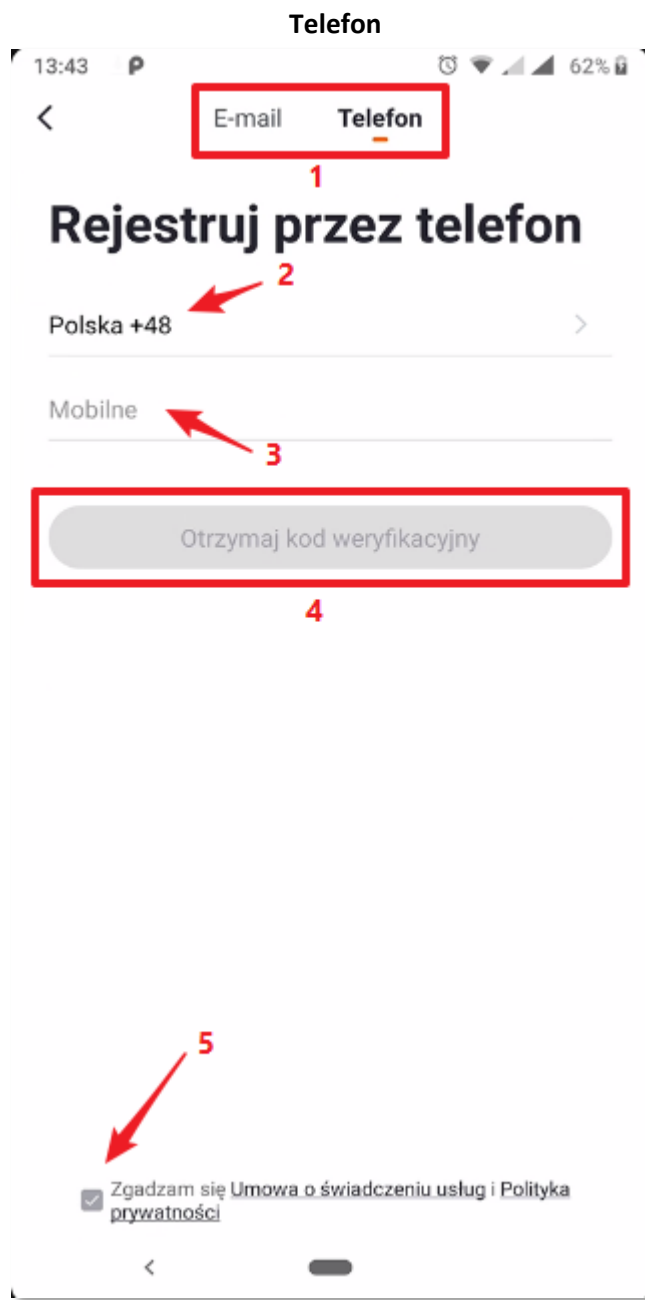 Telefon
13:43 P 62%
E-mail Telefon
1
Rejestruj przez telefon
2
Polska +48
Mobilne
3
Otrzymaj kod weryfikacyjny
4
5
Zgadzam się Umowa o świadczeniu usług i Polityka
prywatności